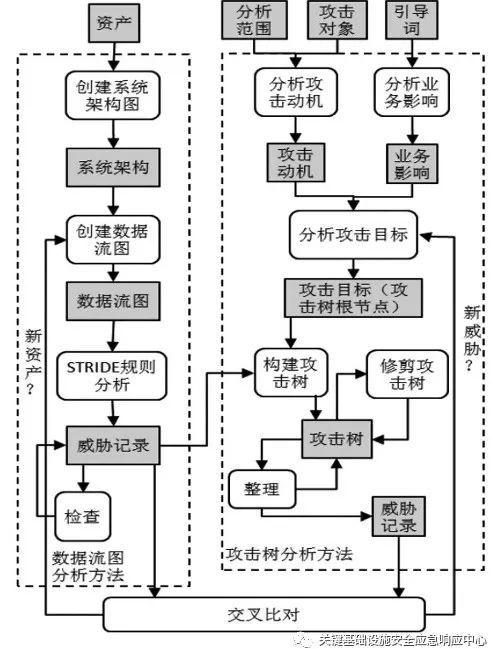 资产
创建系统
架构图
系统架构
创建数据
流图
数据流图
STRIDE规则
分析
威胁记录
检查
新资产？
数据流图
分析方法
分析
范围
攻击
对象
引导
词
分析攻
击动机
分析业
务影响
攻击
动机
业务
影响
分析攻击目标
攻击目标（攻
击树根节点）
构建攻
击树
修剪攻
击树
攻击树
整理
威胁
记录
新威胁？
攻击树分析方法
交叉比对
关键基础设施安全应急响应中心